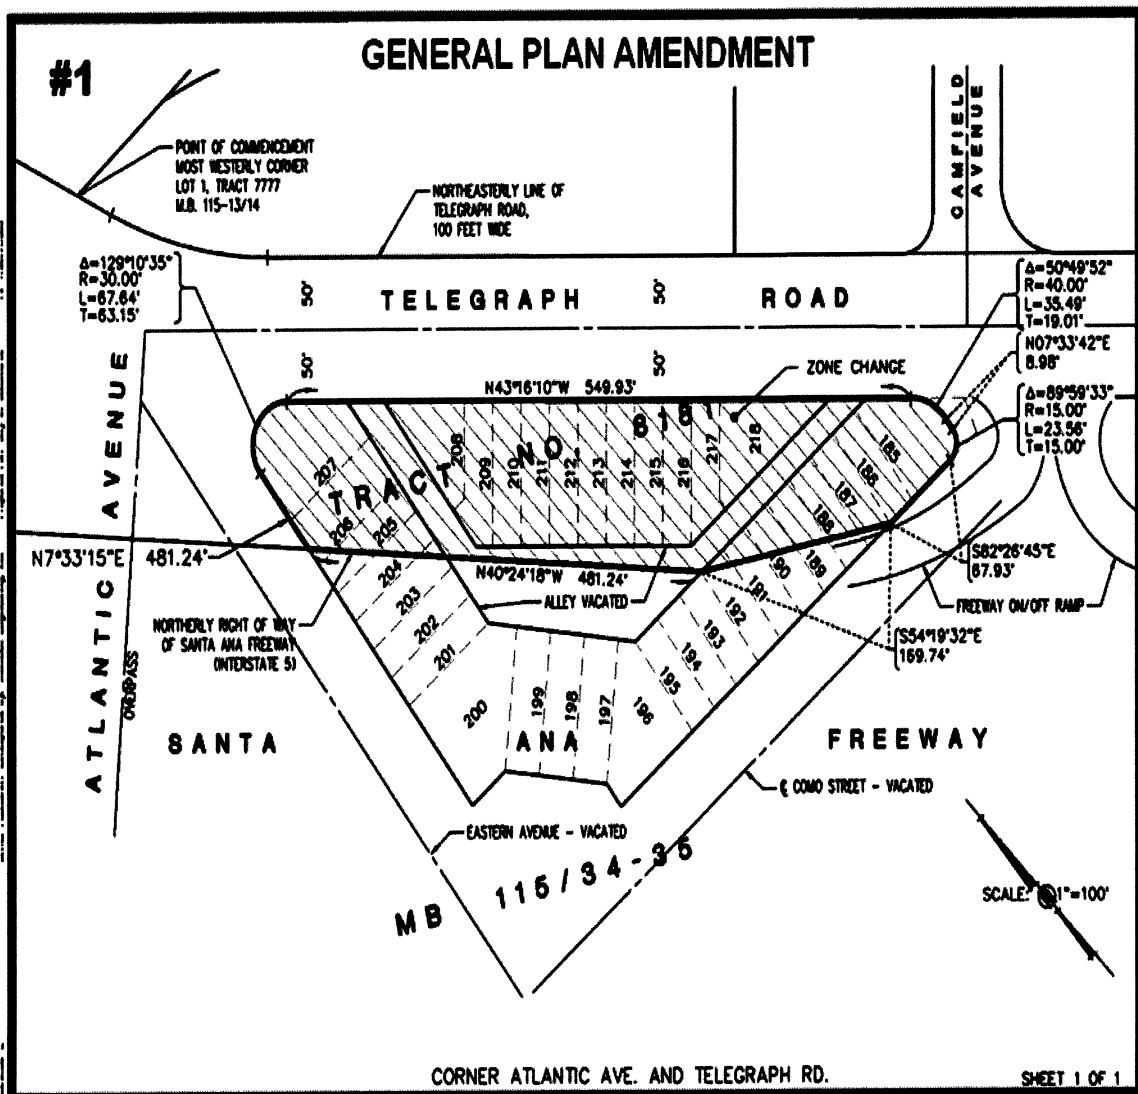 GENERAL PLAN AMENDMENT
#1
CAMFIELD
AVENUE
POINT OF COMMENCEMENT
MOST WESTERLY CORNER
LOT 1, TRACT 7777
M.B. 115-13/14
NORTHEASTERLY LINE OF
TELEGRAPH ROAD,
100 FEET WIDE
Δ=129°10'35"
R=30.00'
L=67.64'
T=63.15'
50'
TELEGRAPH
50'
ROAD
Δ=50°49'52"
R=40.00'
L=35.49'
T=19.01'
N07°33'42"E
8.98'
50'
50'
ZONE CHANGE
N43°16'10"W 549.93'
Δ=89°59'33"
R=15.00'
L=23.56'
T=15.00'
TRACT NO 8181
207
206
205
208
209
210
211
212
213
214
215
216
217
218
185
186
187
188
189
190
191
192
193
194
195
196
197
198
199
200
201
202
203
204
N7°33'15"E 481.24'
N40°24'18"W 481.24'
ALLEY VACATED
S82°26'45"E
67.93'
FREEWAY ON/OFF RAMP
S54°19'32"E
169.74'
NORTHERLY RIGHT OF WAY
OF SANTA ANA FREEWAY
(INTERSTATE 5)
ATLANTIC AVENUE
OVERPASS
SANTA ANA FREEWAY
℄ COMO STREET - VACATED
EASTERN AVENUE - VACATED
MB 115/34-35
SCALE: 1"=100'
CORNER ATLANTIC AVE. AND TELEGRAPH RD.
SHEET 1 OF 1